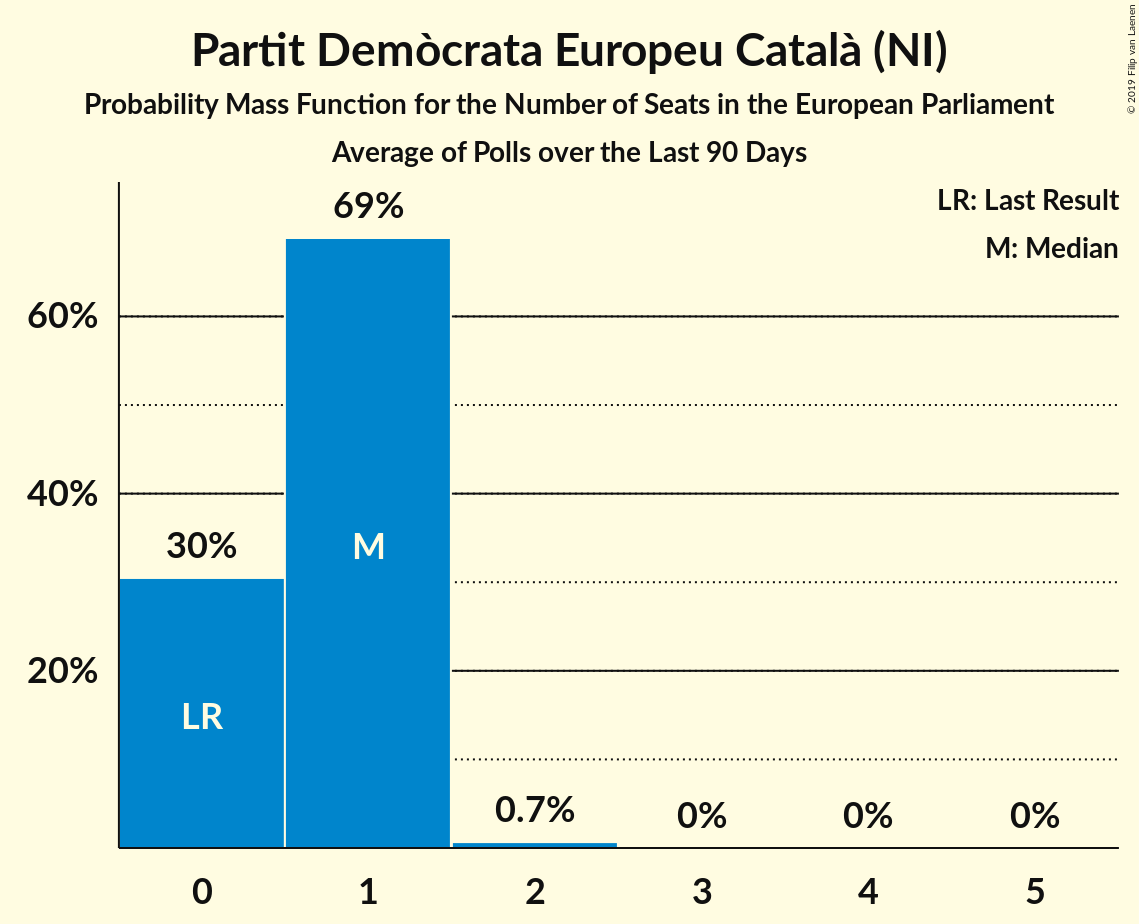 Partit Demòcrata Europeu Català (NI)
Probability Mass Function for the Number of Seats in the European Parliament
Average of Polls over the Last 90 Days
© 2019 Filip van Laenen
LR: Last Result
M: Median
69%
60%
40%
30%
M
20%
LR
0.7%
0%
0%
0%
0
1
2
3
4
5